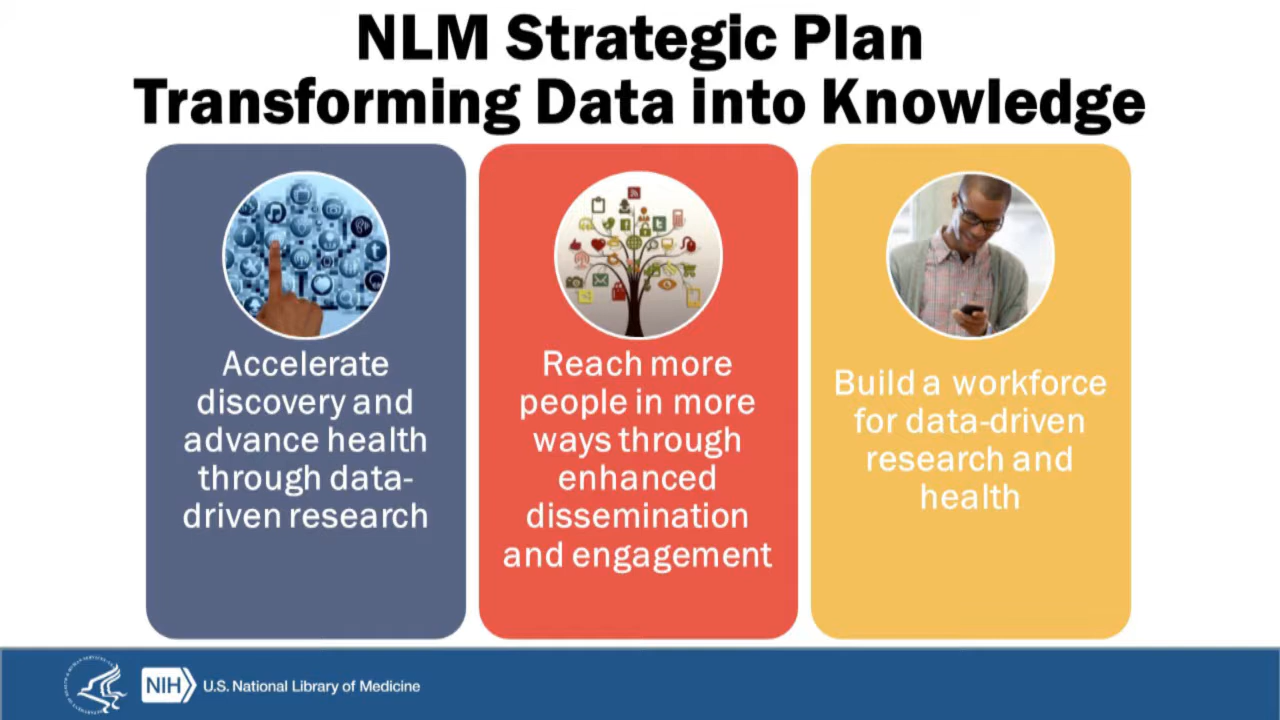 NLM Strategic Plan
Transforming Data into Knowledge
Accelerate
discovery and
advance health
through data-
driven research
Reach more
people in more
ways through
enhanced
dissemination
and engagement
Build a workforce
for data-driven
research and
health
NIH
U.S. National Library of Medicine